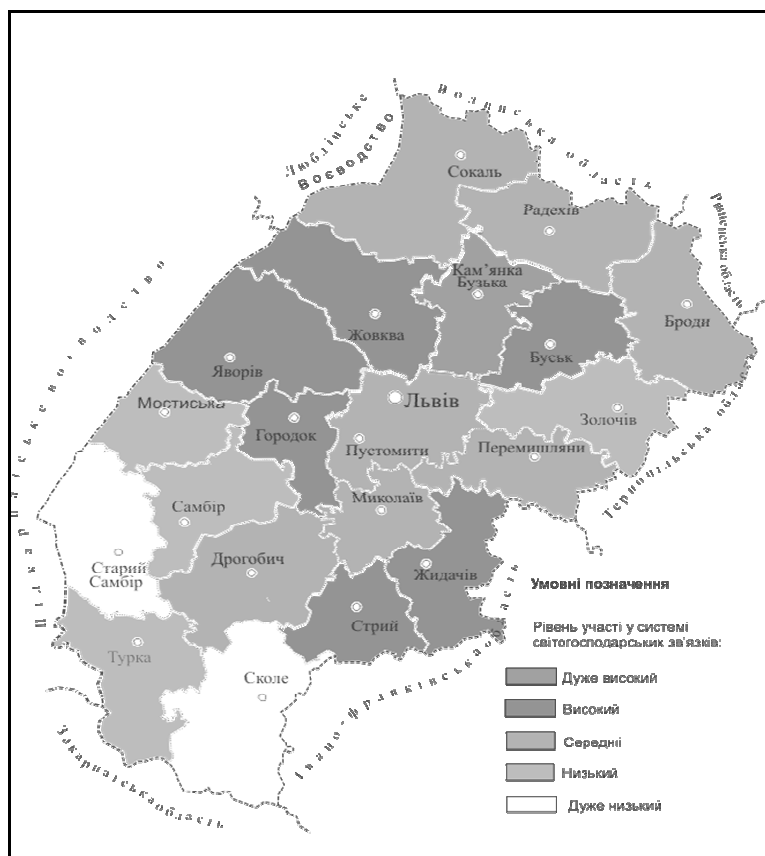 Люблінське
Воєводство
Волинська область
Рівненська область
Сокаль
Радехів
Кам’янка
Бузька
Броди
Жовква
Буськ
Яворів
Львів
Мостиська
Городок
Золочів
Пустомити
Перемишляни
Тернопільська область
Підкарпатське воєводство
Самбір
Миколаїв
Старий
Самбір
Дрогобич
Жидачів
Стрий
Турка
Сколе
Закарпатська область
Івано-франківська область
Умовні позначення
Рівень участі у системі
світогосподарських зв’язків:
Дуже високий
Високий
Середні
Низький
Дуже низький